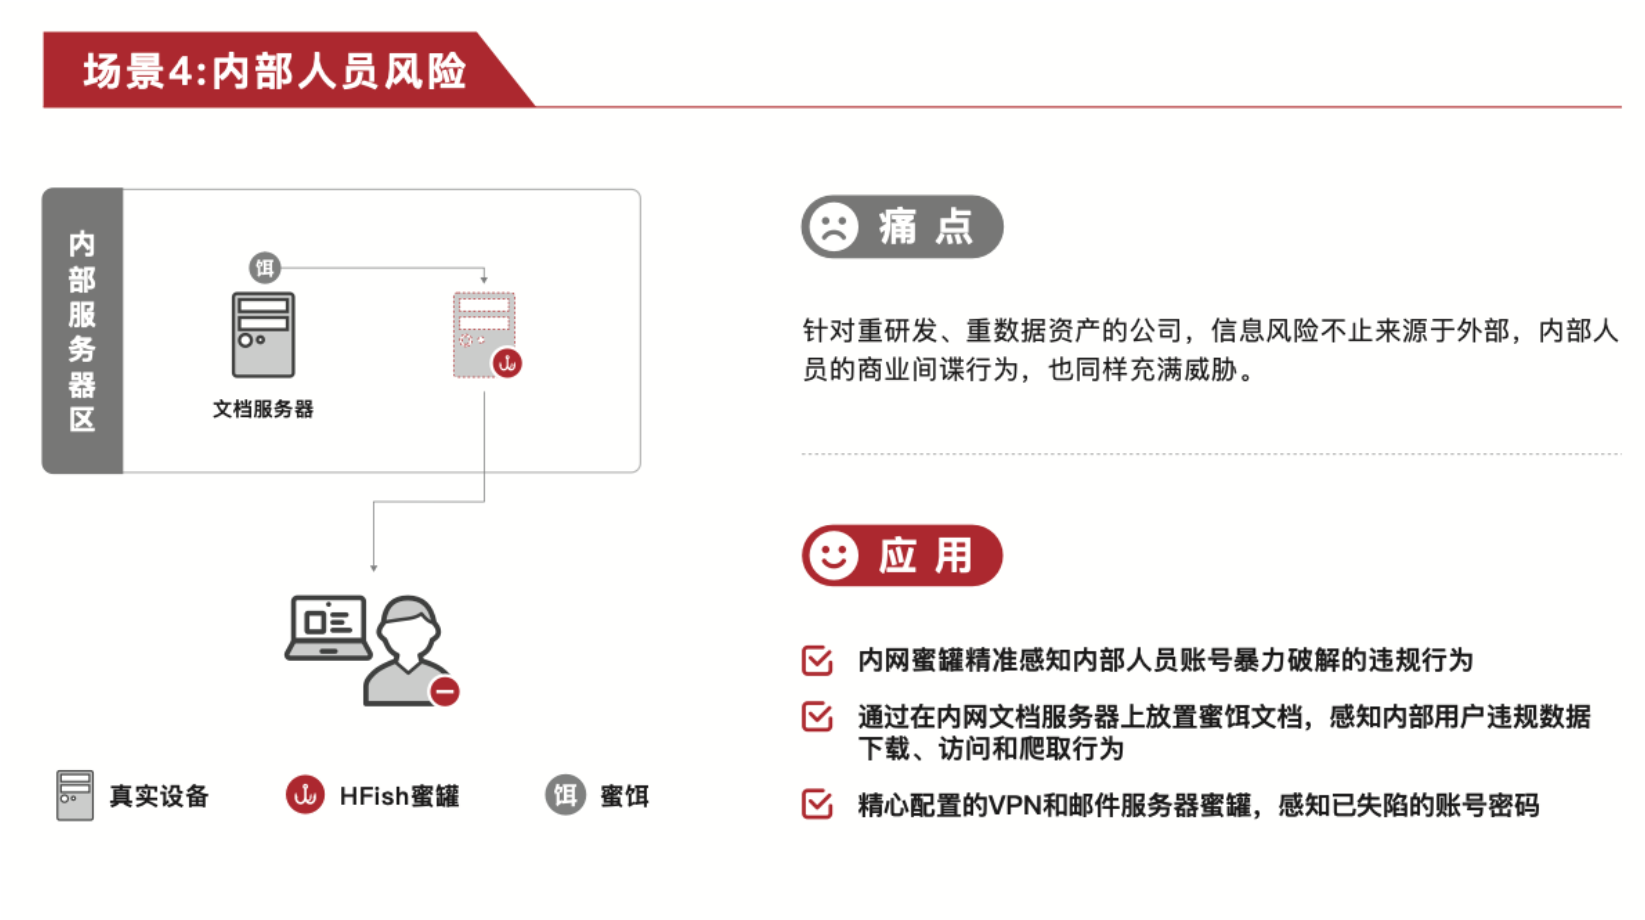 场景4:内部人员风险
内部服务器区
饵
文档服务器
真实设备
HFish蜜罐
饵 蜜饵
痛点
针对重研发、重数据资产的公司，信息风险不止来源于外部，内部人
员的商业间谍行为，也同样充满威胁。
应用
内网蜜罐精准感知内部人员账号暴力破解的违规行为
通过在内网文档服务器上放置蜜饵文档，感知内部用户违规数据
下载、访问和爬取行为
精心配置的VPN和邮件服务器蜜罐，感知已失陷的账号密码